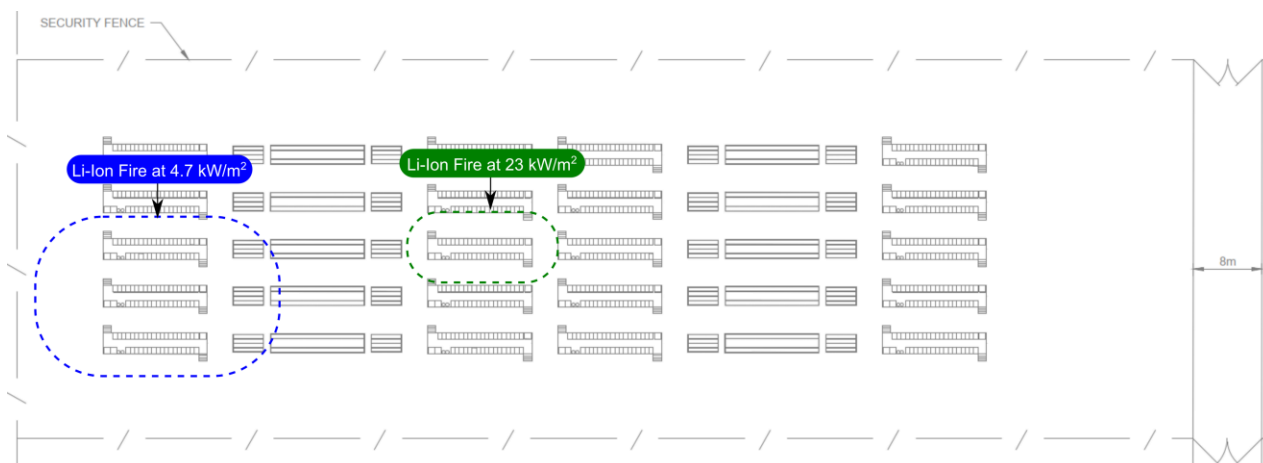 SECURITY FENCE
Li-Ion Fire at 4.7 kW/m²
Li-Ion Fire at 23 kW/m²
8m